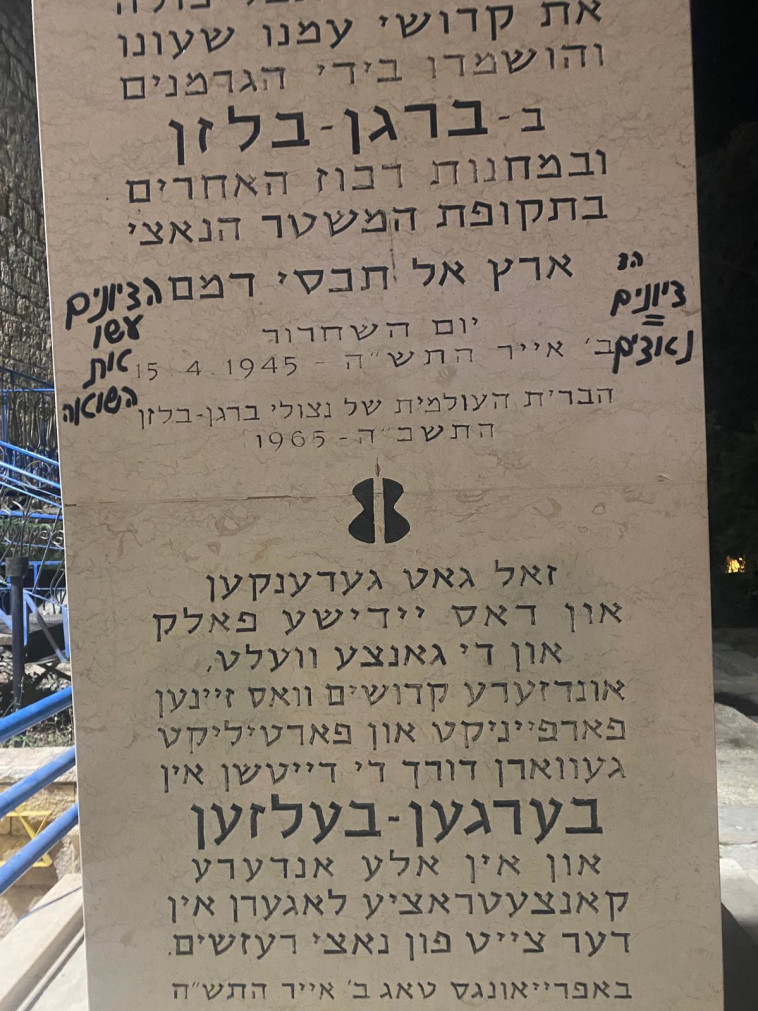 את קדושי עמנו שעונו
והושמדו בידי הגרמנים
ב-ברגן-בלזן
ובמחנות רכוז האחרים
בתקופת המשטר הנאצי
ארץ אל תכסי דמם
יום השחרור
ב׳ אייר התש״ה - 15.4.1945
הברית העולמית של נצולי ברגן-בלזן
התשכ״ה - 1965
הציונים
עשו
את
השואה
הצ
ציונים
=
נאצים
זאל גאט געדענקען
און דאס יידישע פאלק
און די גאנצע וועלט,
אונדזערע קדושים וואס זיינען
פארפייניקט און פארטיליקט
געווארן דורך די דייטשן אין
בערגען-בעלזען
און אין אלע אנדערע
קאנצעטראציע לאגערן אין
דער צייט פון נאצי רעזשים.
באפרייאונגס טאג ב׳ אייר התש״ה